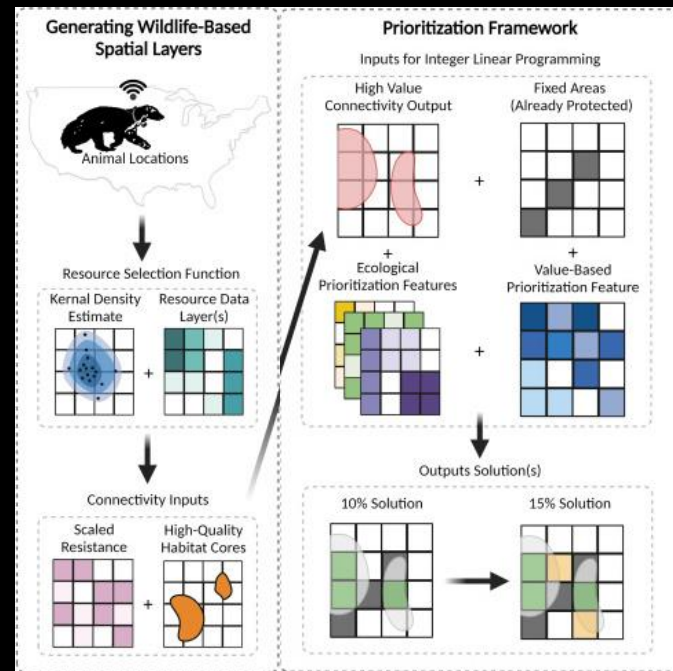 Generating Wildlife-Based
Spatial Layers
Animal Locations
Resource Selection Function
Kernal Density
Estimate
Resource Data
Layer(s)
+
Connectivity Inputs
Scaled
Resistance
High-Quality
Habitat Cores
+
Prioritization Framework
Inputs for Integer Linear Programming
High Value
Connectivity Output
Fixed Areas
(Already Protected)
+
+
+
Ecological
Prioritization Features
Value-Based
Prioritization Feature
+
Outputs Solution(s)
10% Solution
15% Solution